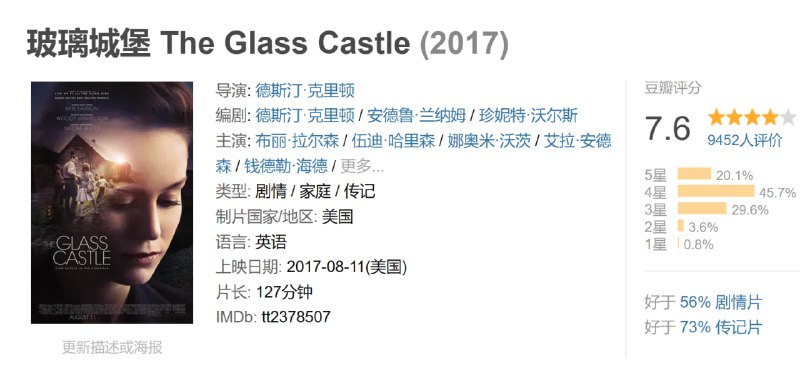 玻璃城堡 The Glass Castle (2017)
THE
GLASS
CASTLE
AUGUST 11
更新描述或海报
导演: 德斯汀·克里顿
编剧: 德斯汀·克里顿 / 安德鲁·兰纳姆 / 珍妮特·沃尔斯
主演: 布丽·拉尔森 / 伍迪·哈里森 / 娜奥米·沃茨 / 艾拉·安德
森 / 钱德勒·海德 / 更多...
类型: 剧情 / 家庭 / 传记
制片国家/地区: 美国
语言: 英语
上映日期: 2017-08-11(美国)
片长: 127分钟
IMDb: tt2378507
豆瓣评分
7.6
9452人评价
5星 20.1%
4星 45.7%
3星 29.6%
2星 3.6%
1星 0.8%
好于 56% 剧情片
好于 73% 传记片